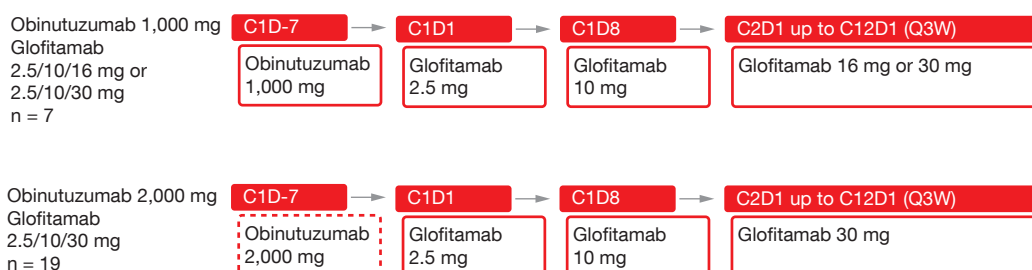 Obinutuzumab 1,000 mg
Glofitamab
2.5/10/16 mg or
2.5/10/30 mg
n = 7
C1D-7
Obinutuzumab
1,000 mg
C1D1
Glofitamab
2.5 mg
C1D8
Glofitamab
10 mg
C2D1 up to C12D1 (Q3W)
Glofitamab 16 mg or 30 mg
Obinutuzumab 2,000 mg
Glofitamab
2.5/10/30 mg
n = 19
C1D-7
Obinutuzumab
2,000 mg
C1D1
Glofitamab
2.5 mg
C1D8
Glofitamab
10 mg
C2D1 up to C12D1 (Q3W)
Glofitamab 30 mg